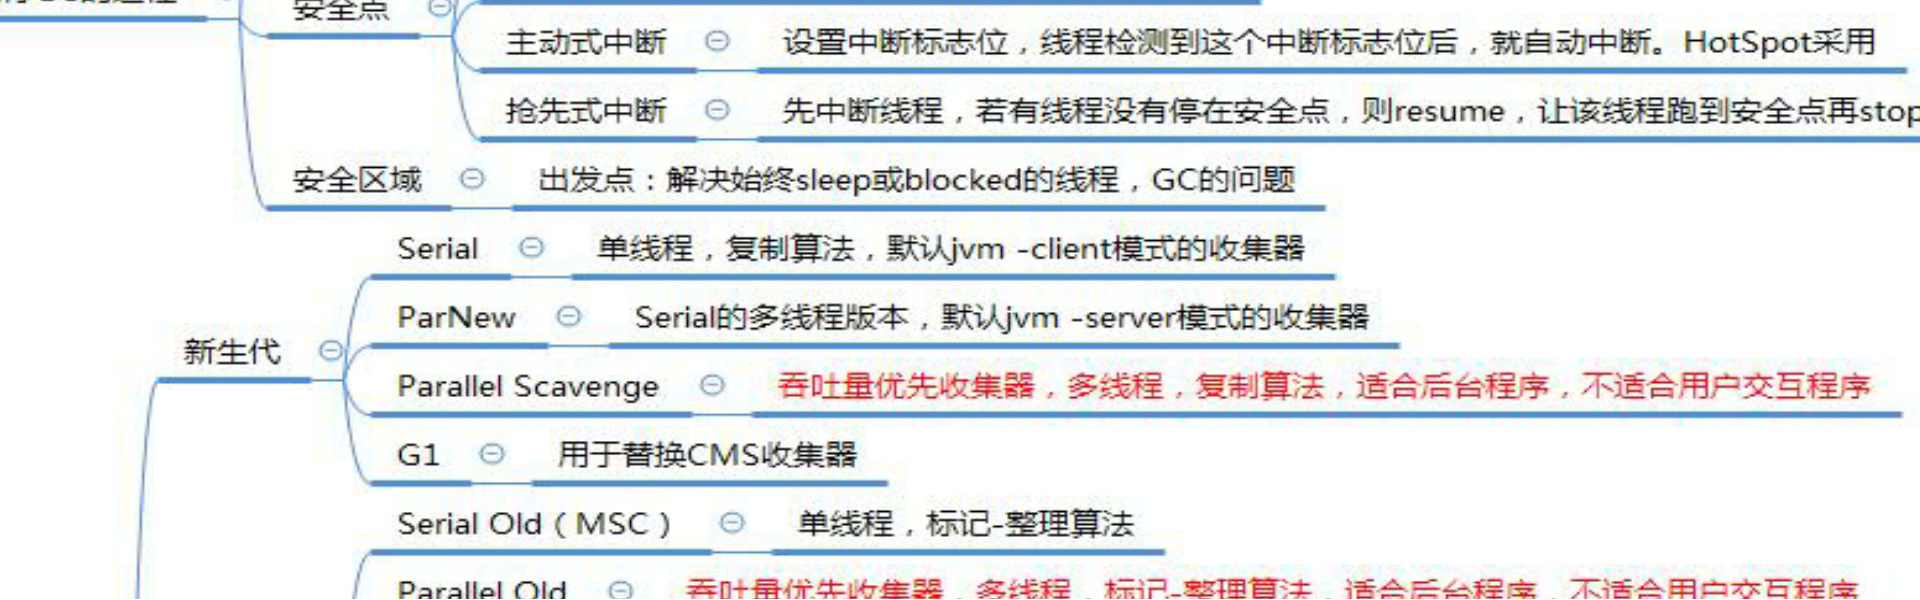 安全点
主动式中断 设置中断标志位，线程检测到这个中断标志位后，就自动中断。HotSpot采用
抢先式中断 先中断线程，若有线程没有停在安全点，则resume，让该线程跑到安全点再stop
安全区域 出发点：解决始终sleep或blocked的线程，GC的问题
Serial 单线程，复制算法，默认jvm -client模式的收集器
ParNew Serial的多线程版本，默认jvm -server模式的收集器
新生代
Parallel Scavenge 吞吐量优先收集器，多线程，复制算法，适合后台程序，不适合用户交互程序
G1 用于替换CMS收集器
Serial Old（MSC） 单线程，标记-整理算法
Parallel Old 吞吐量优先收集器，多线程，标记-整理算法，适合后台程序，不适合用户交互程序